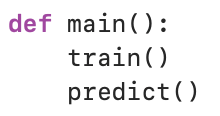 def main():
    train()
    predict()